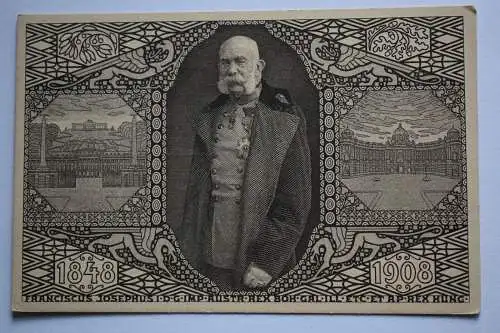 1848
1908
FRANCISCUS JOSEPHUS·I·D·G·IMP·AUSTR·REX BOH·GAL·ILL·ETC·ET AP·REX HUNG·